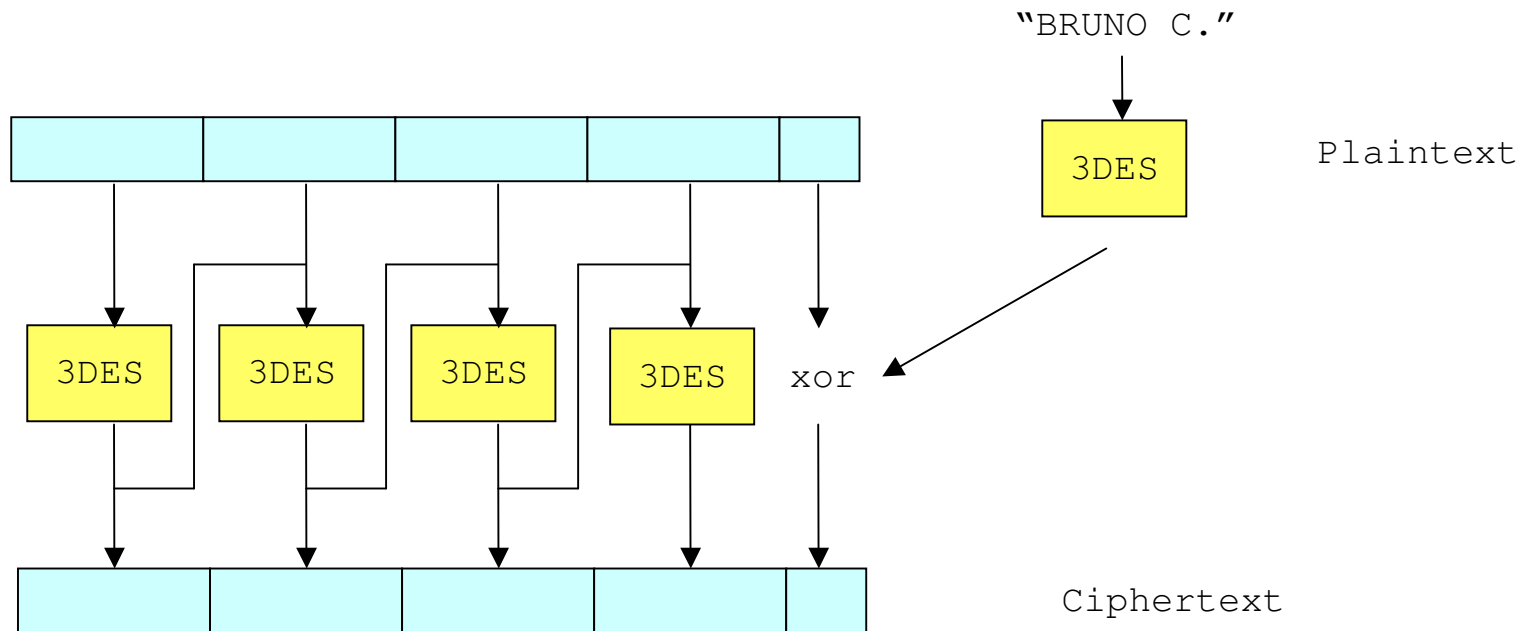 “BRUNO C.”
3DES
Plaintext
3DES
3DES
3DES
3DES
xor
Ciphertext